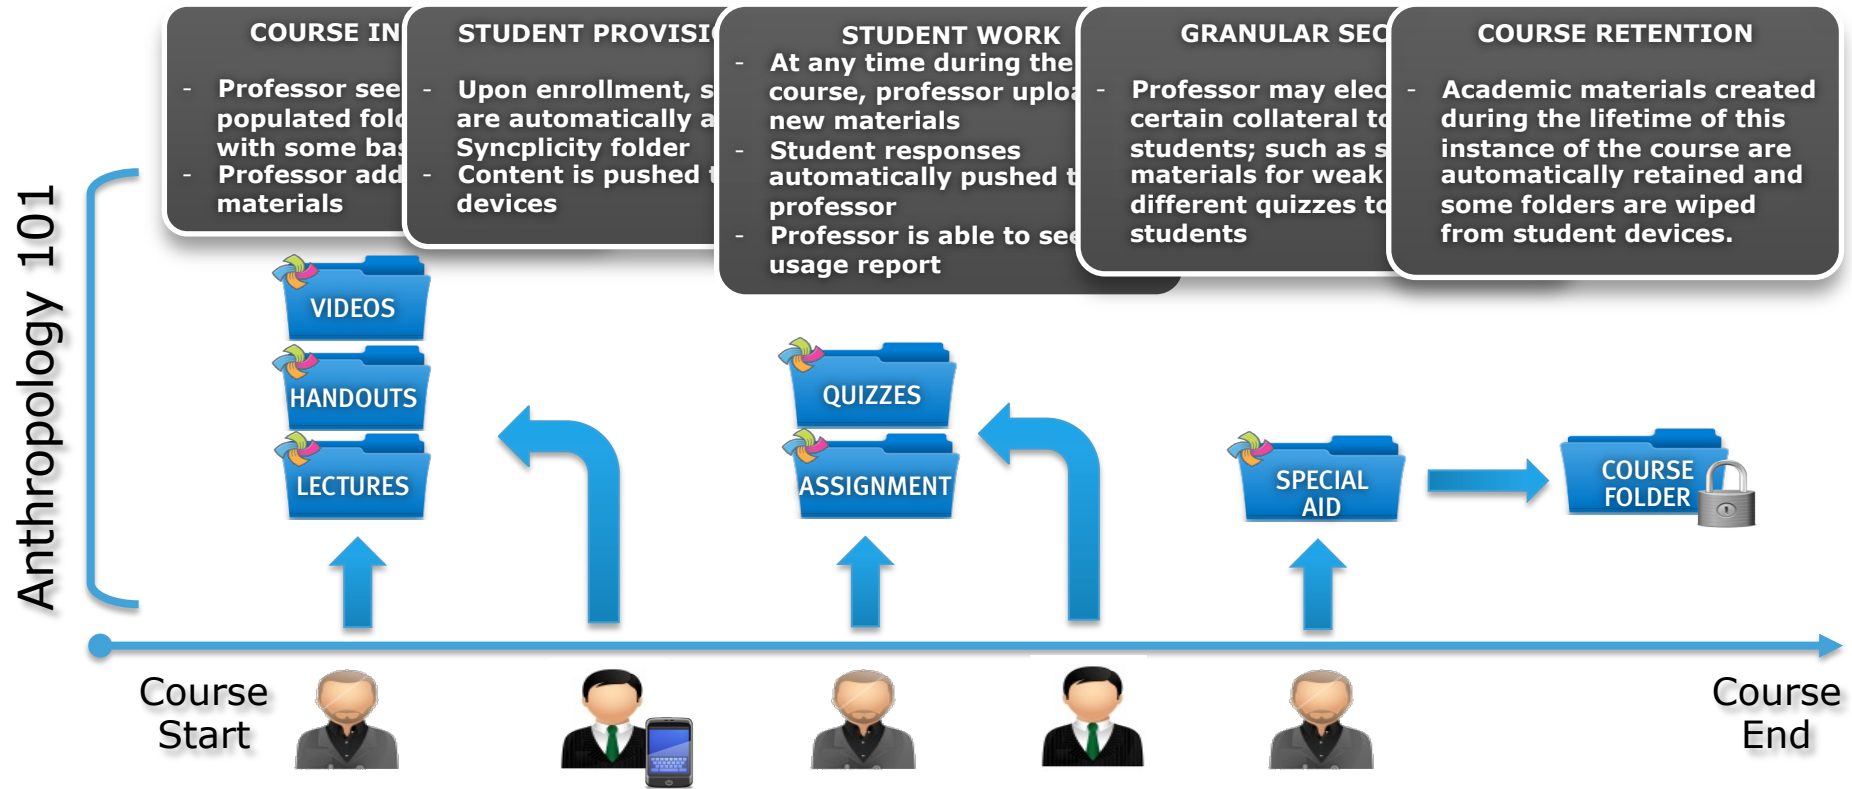 COURSE IN
- Professor see
populated fold
with some bas
- Professor add
materials
STUDENT PROVISI
- Upon enrollment, s
are automatically a
Syncplicity folder
- Content is pushed t
devices
STUDENT WORK
- At any time during the
course, professor uploa
new materials
- Student responses
automatically pushed t
professor
- Professor is able to see
usage report
GRANULAR SEC
- Professor may elec
certain collateral to
students; such as s
materials for weak
different quizzes to
students
COURSE RETENTION
- Academic materials created
during the lifetime of this
instance of the course are
automatically retained and
some folders are wiped
from student devices.
Anthropology 101
VIDEOS
HANDOUTS
LECTURES
QUIZZES
ASSIGNMENT
SPECIAL
AID
COURSE
FOLDER
Course
Start
Course
End